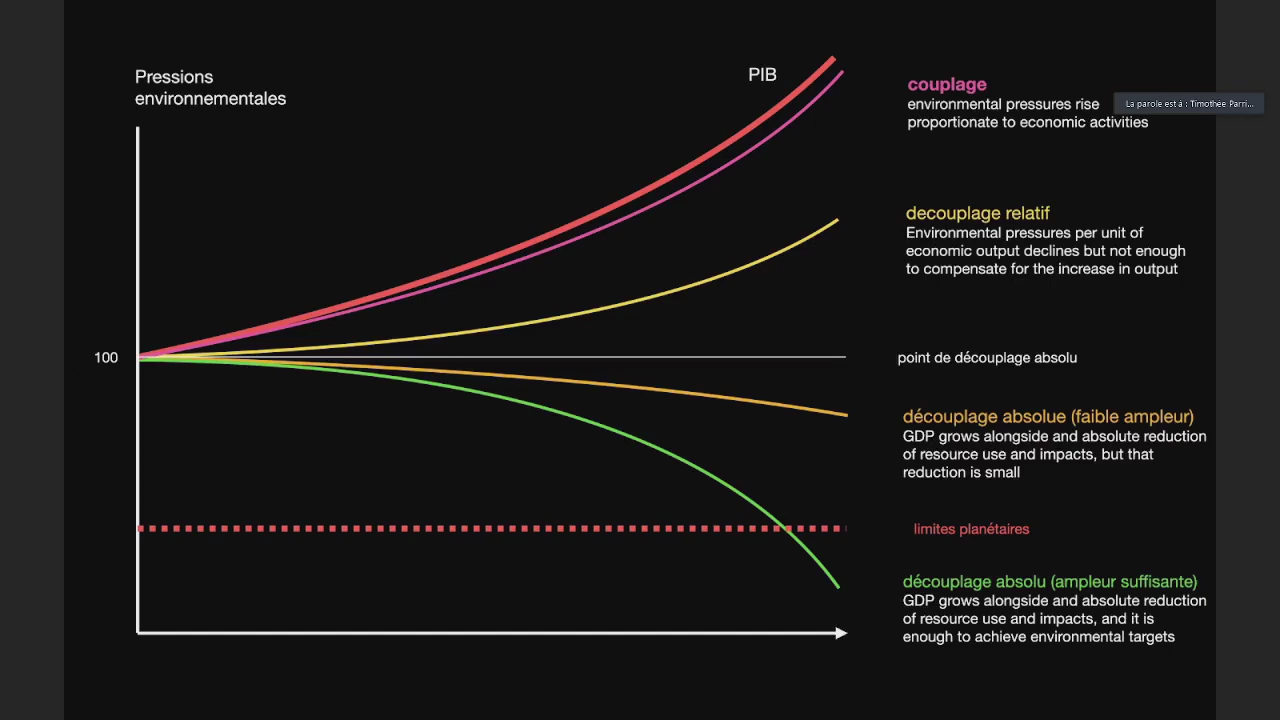 Pressions
environnementales
PIB
couplage
environmental pressures rise
proportionate to economic activities
La parole est à : Timothée Parri...
decouplage relatif
Environmental pressures per unit of
economic output declines but not enough
to compensate for the increase in output
100
point de découplage absolu
découplage absolue (faible ampleur)
GDP grows alongside and absolute reduction
of resource use and impacts, but that
reduction is small
limites planétaires
découplage absolu (ampleur suffisante)
GDP grows alongside and absolute reduction
of resource use and impacts, and it is
enough to achieve environmental targets